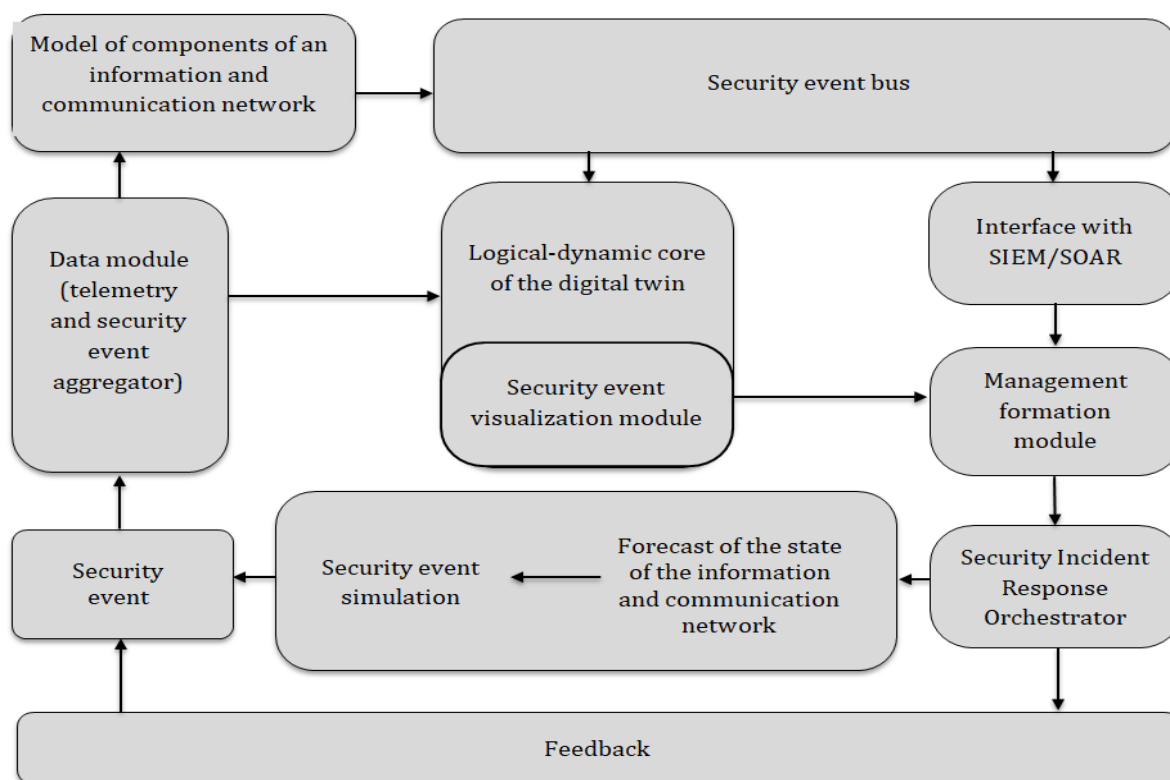 Model of components of an
information and
communication network
Security event bus
Data module
(telemetry
and security
event
aggregator)
Logical-dynamic core
of the digital twin
Interface with
SIEM/SOAR
Security event
visualization module
Management
formation
module
Security
event
Security event
simulation
Forecast of the state
of the information
and communication
network
Security Incident
Response
Orchestrator
Feedback